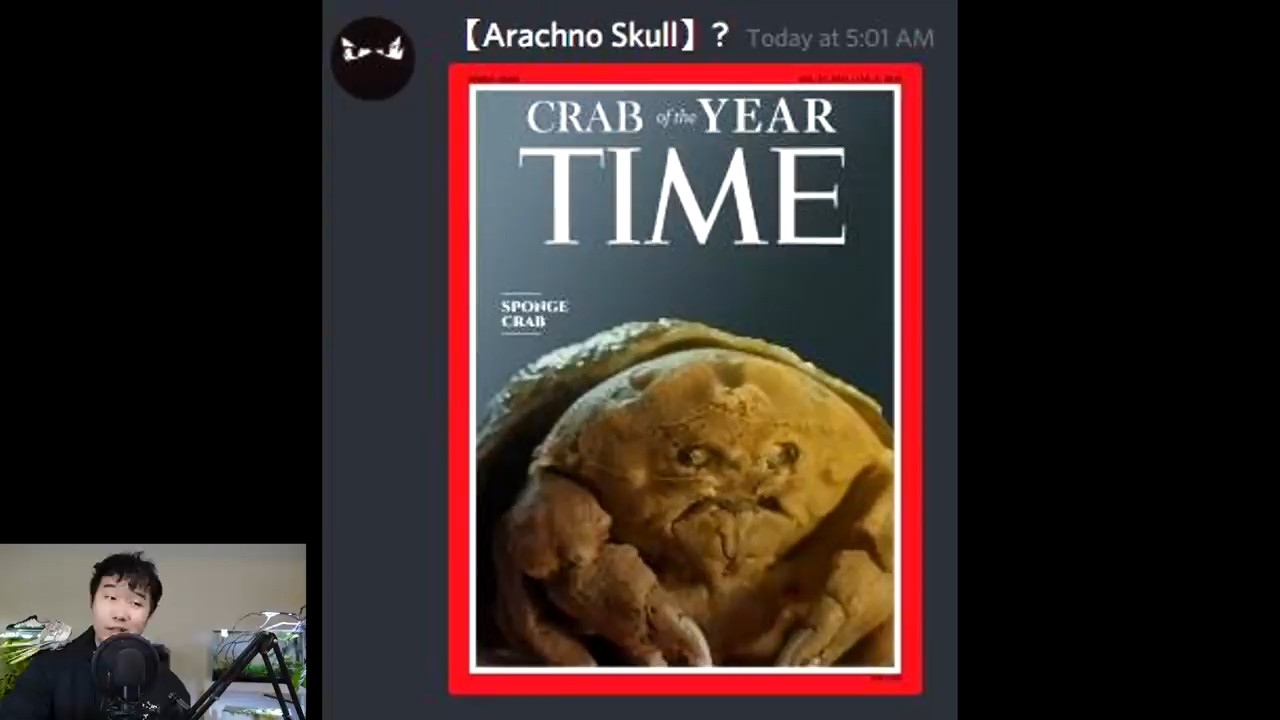 【Arachno Skull】 ? Today at 5:01 AM
CRAB of the YEAR
TIME
SPONGE
CRAB